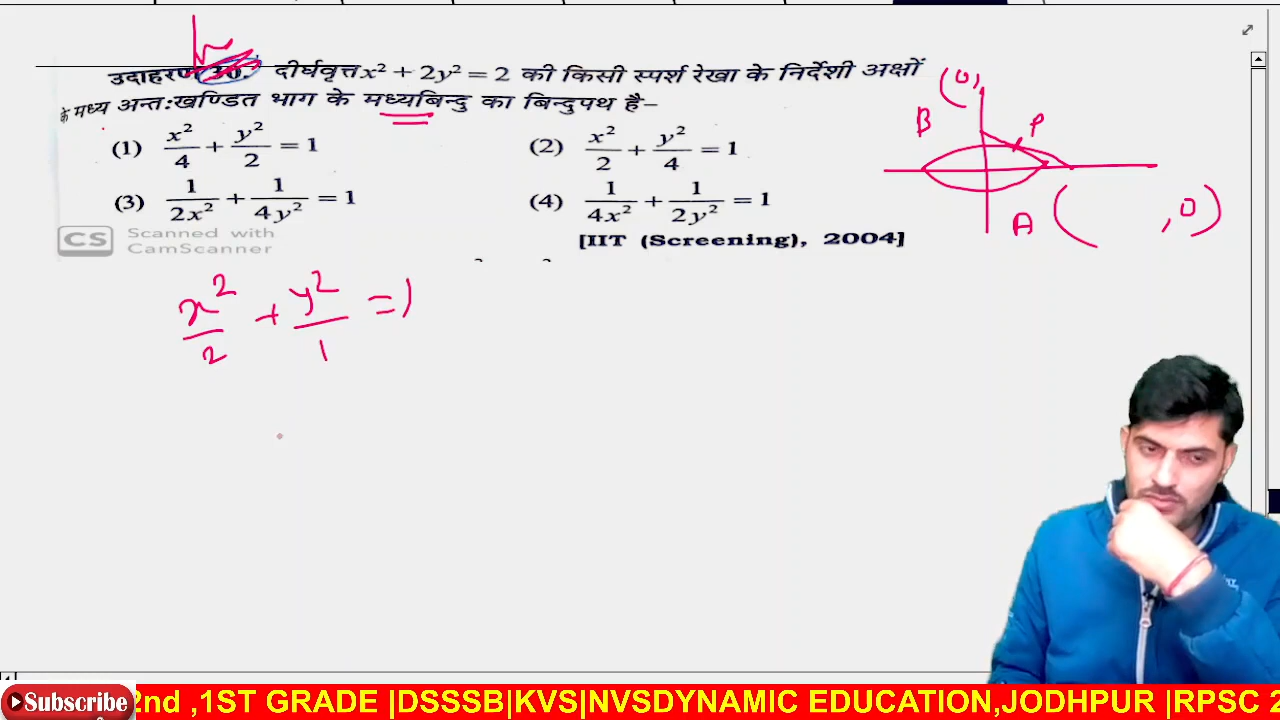 उदाहरण 30. दीर्घवृत्त x² + 2y² = 2 की किसी स्पर्श रेखा के निर्देशी अक्षों
के मध्य अन्त:खण्डित भाग के मध्यबिन्दु का बिन्दुपथ है–
(1) x²/4 + y²/2 = 1 (2) x²/2 + y²/4 = 1
(3) 1/2x² + 1/4y² = 1 (4) 1/4x² + 1/2y² = 1
[IIT (Screening), 2004]
CS Scanned with
CamScanner
(0,
B
P
A ( ,0)
x²/2 + y²/1 = 1
Subscribe
2nd ,1ST GRADE |DSSSB|KVS|NVSDYNAMIC EDUCATION,JODHPUR |RPSC 2